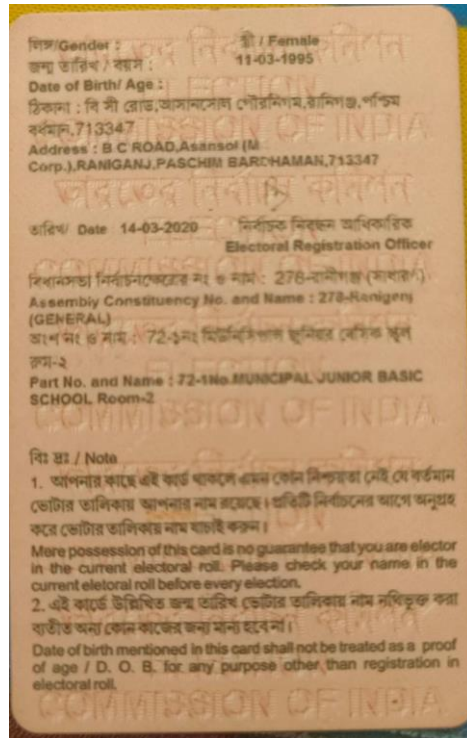 লিঙ্গ/Gender : স্ত্রী / Female
জন্ম তারিখ / বয়স : 11-03-1995
Date of Birth/ Age :
ঠিকানা : বি সী রোড,আসানসোল পৌরনিগম,রানিগঞ্জ,পশ্চিম
বর্ধমান,713347
Address : B C ROAD,Asansol (M
Corp.),RANIGANJ,PASCHIM BARDHAMAN,713347
তারিখ/ Date 14-03-2020 নির্বাচক নিবন্ধন আধিকারিক
Electoral Registration Officer
বিধানসভা নির্বাচনক্ষেত্রের নং ও নাম : 278-রানীগঞ্জ (সাধারণ)
Assembly Constituency No. and Name : 278-Raniganj
(GENERAL)
অংশ নং ও নাম : 72-১নং মিউনিসিপাল জুনিয়র বেসিক স্কুল
রুম-২
Part No. and Name : 72-1No.MUNICIPAL JUNIOR BASIC
SCHOOL Room-2
বিঃ দ্রঃ / Note
1. আপনার কাছে এই কার্ড থাকলে এমন কোন নিশ্চয়তা নেই যে বর্তমান
ভোটার তালিকায় আপনার নাম রয়েছে। প্রতিটি নির্বাচনের আগে অনুগ্রহ
করে ভোটার তালিকায় নাম যাচাই করুন।
Mere possession of this card is no guarantee that you are elector
in the current electoral roll. Please check your name in the
current eletoral roll before every election.
2. এই কার্ডে উল্লিখিত জন্ম তারিখ ভোটার তালিকায় নাম নথিভুক্ত করা
ব্যতীত অন্য কোন কাজের জন্য মান্য হবে না।
Date of birth mentioned in this card shall not be treated as a proof
of age / D. O. B. for any purpose other than registration in
electoral roll.